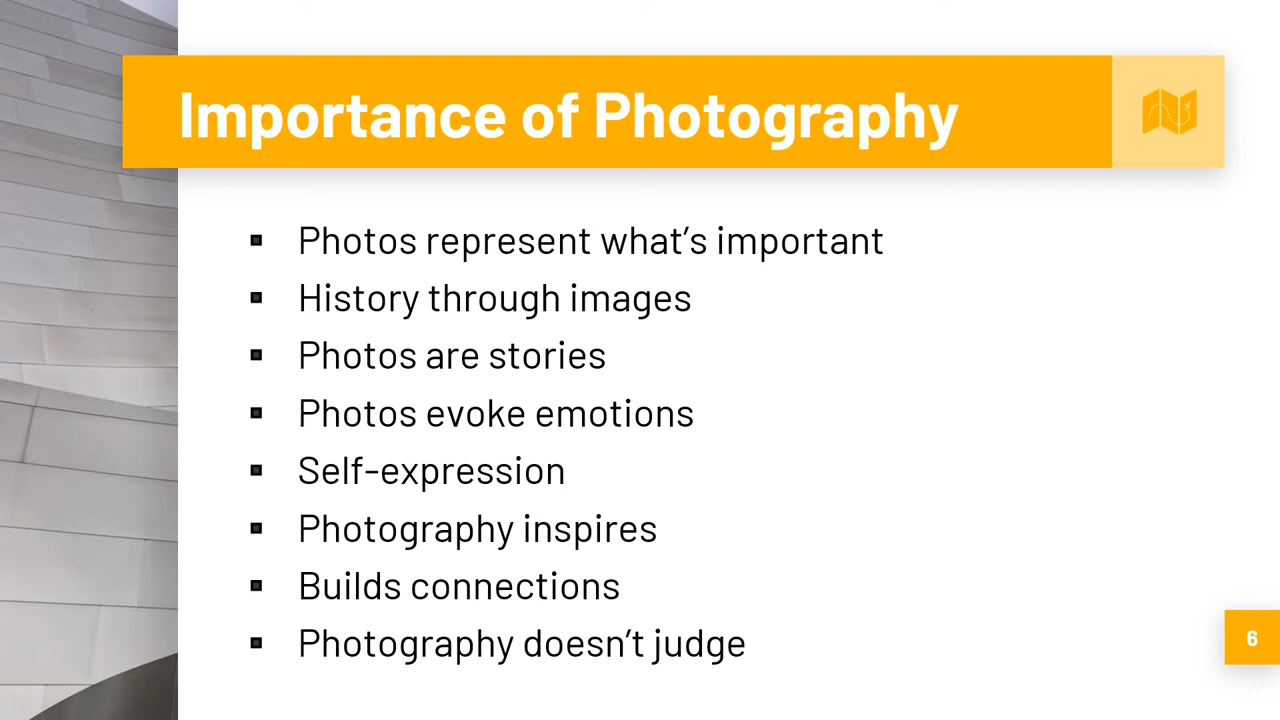 Importance of Photography
Photos represent what’s important
History through images
Photos are stories
Photos evoke emotions
Self-expression
Photography inspires
Builds connections
Photography doesn’t judge
6